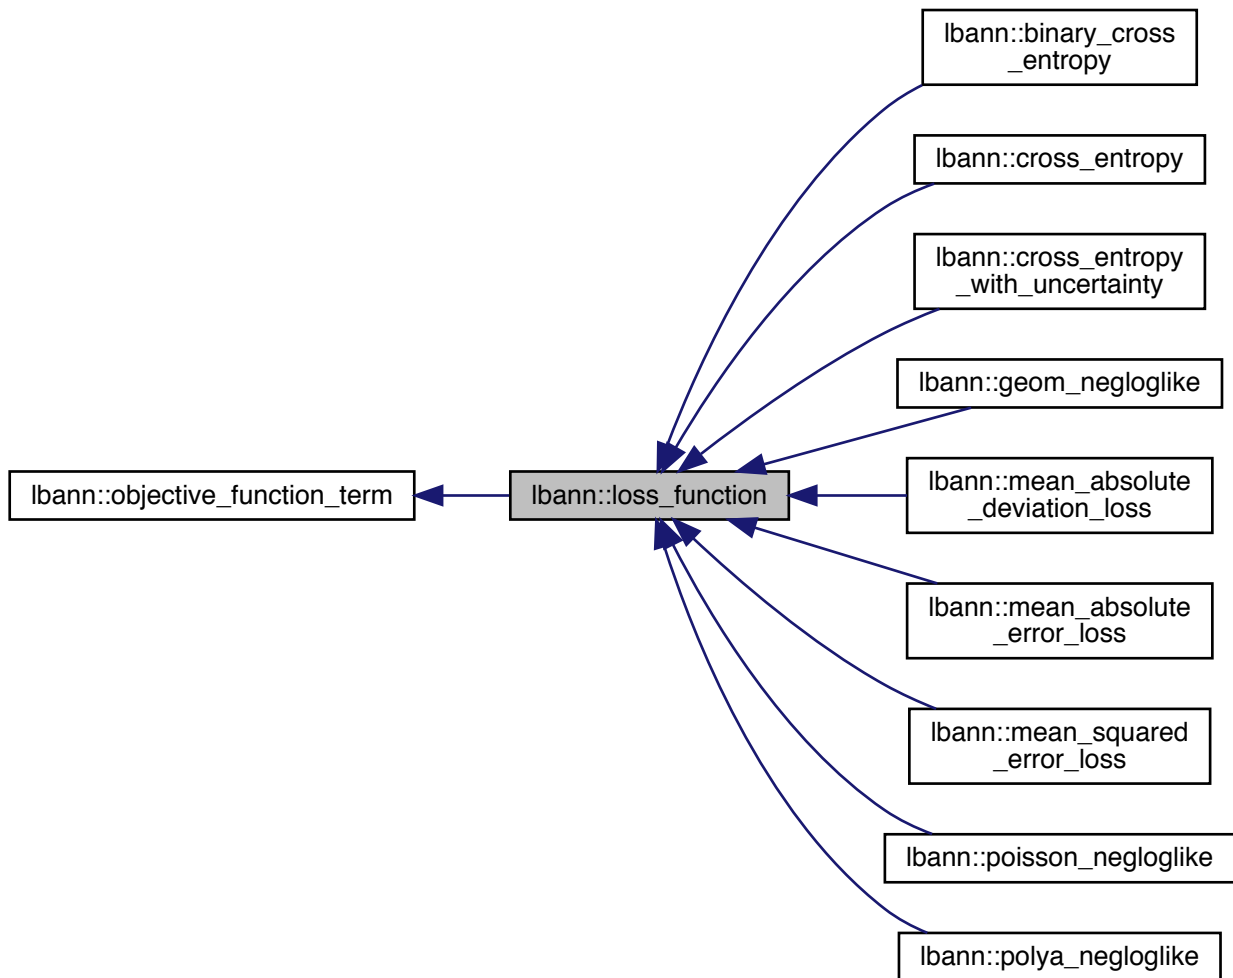 lbann::binary_cross
_entropy
lbann::cross_entropy
lbann::cross_entropy
_with_uncertainty
lbann::geom_negloglike
lbann::objective_function_term
lbann::loss_function
lbann::mean_absolute
_deviation_loss
lbann::mean_absolute
_error_loss
lbann::mean_squared
_error_loss
lbann::poisson_negloglike
lbann::polya_negloglike